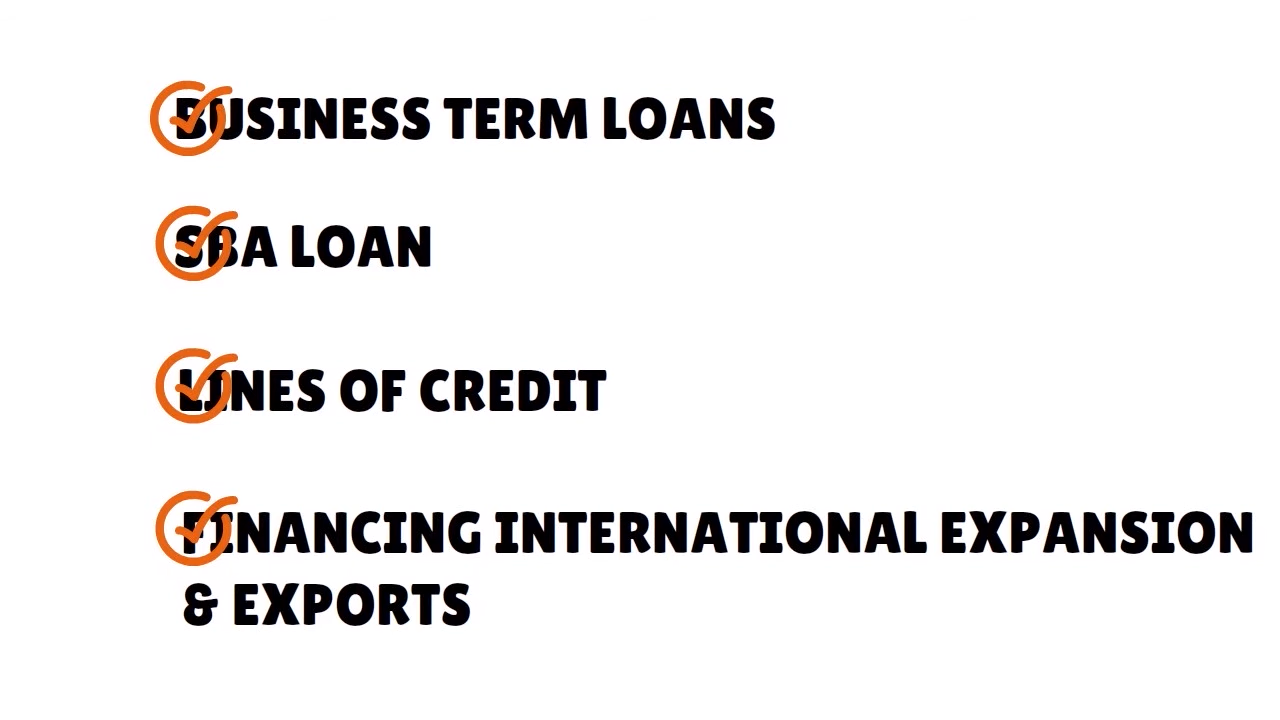 BUSINESS TERM LOANS
SBA LOAN
LINES OF CREDIT
FINANCING INTERNATIONAL EXPANSION
& EXPORTS